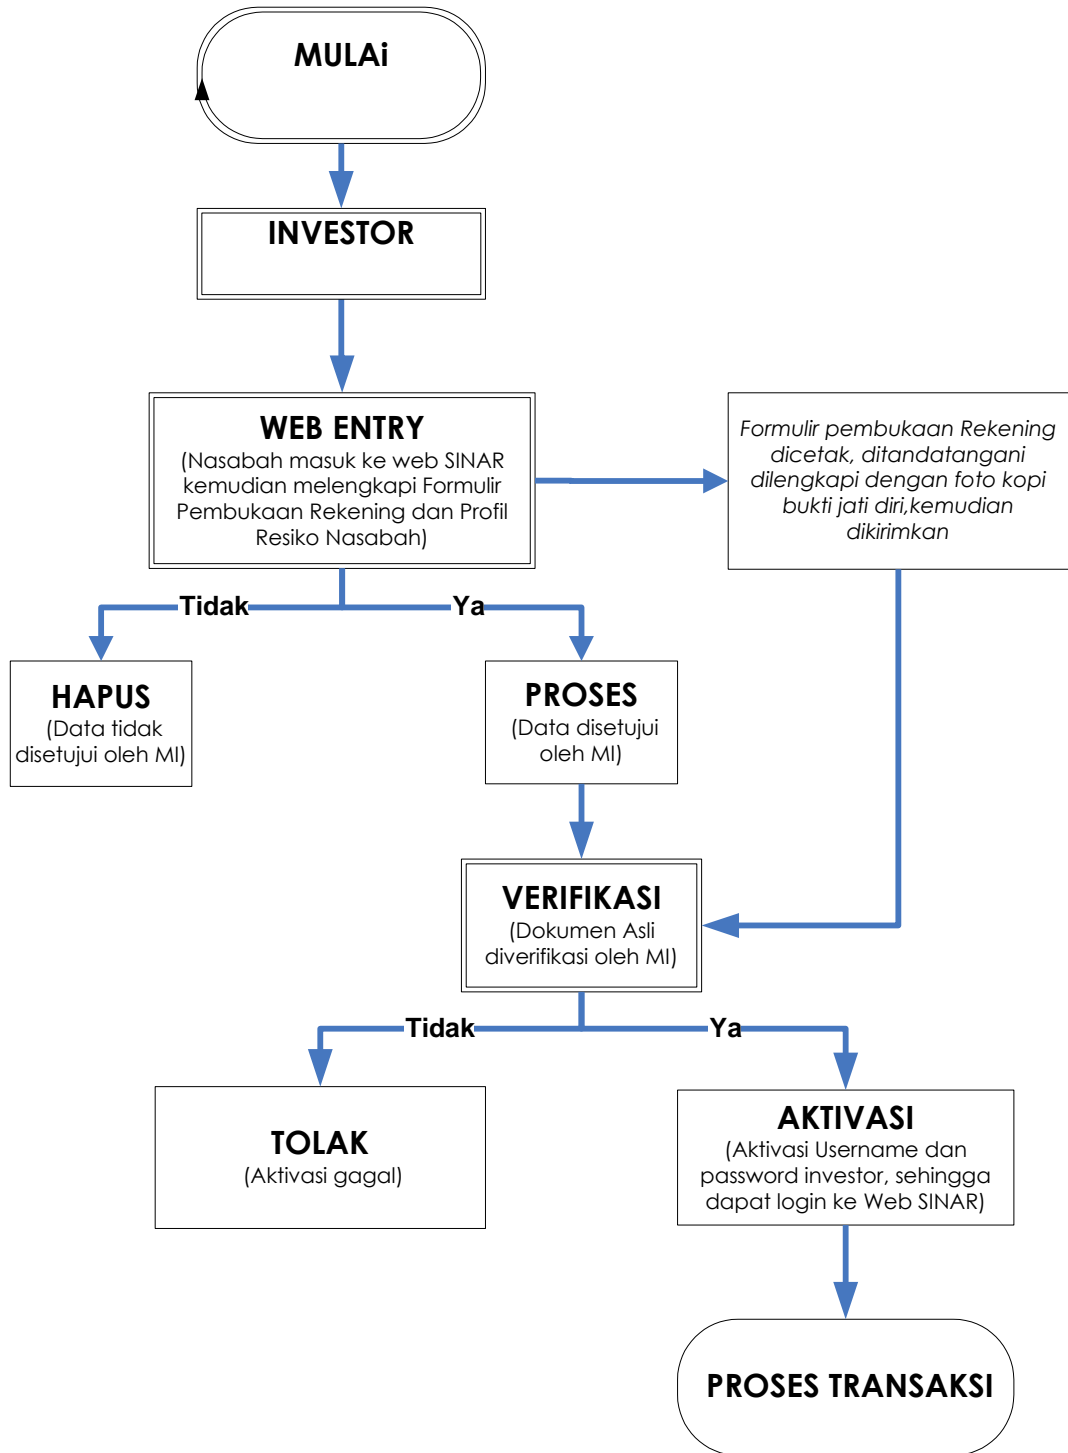 MULAi
INVESTOR
WEB ENTRY
(Nasabah masuk ke web SINAR
kemudian melengkapi Formulir
Pembukaan Rekening dan Profil
Resiko Nasabah)
Formulir pembukaan Rekening
dicetak, ditandatangani
dilengkapi dengan foto kopi
bukti jati diri,kemudian
dikirimkan
Tidak
Ya
HAPUS
(Data tidak
disetujui oleh MI)
PROSES
(Data disetujui
oleh MI)
VERIFIKASI
(Dokumen Asli
diverifikasi oleh MI)
Tidak
Ya
TOLAK
(Aktivasi gagal)
AKTIVASI
(Aktivasi Username dan
password investor, sehingga
dapat login ke Web SINAR)
PROSES TRANSAKSI